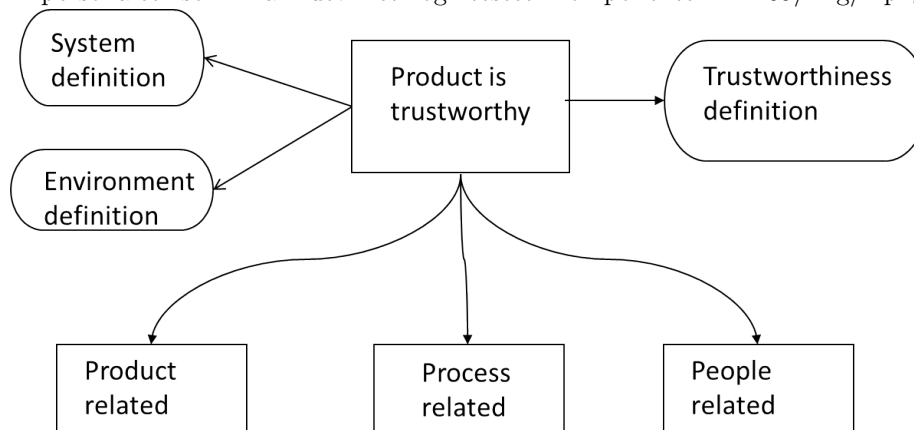 System
definition
Product is
trustworthy
Trustworthiness
definition
Environment
definition
Product
related
Process
related
People
related